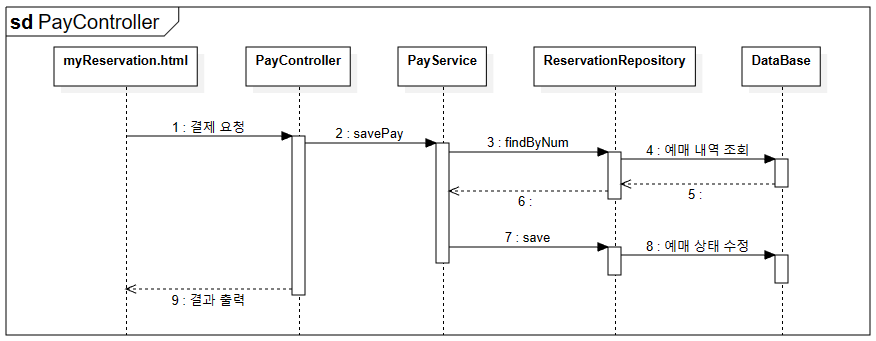 sd PayController
myReservation.html
PayController
PayService
ReservationRepository
DataBase
1 : 결제 요청
2 : savePay
3 : findByNum
4 : 예매 내역 조회
5 :
6 :
7 : save
8 : 예매 상태 수정
9 : 결과 출력